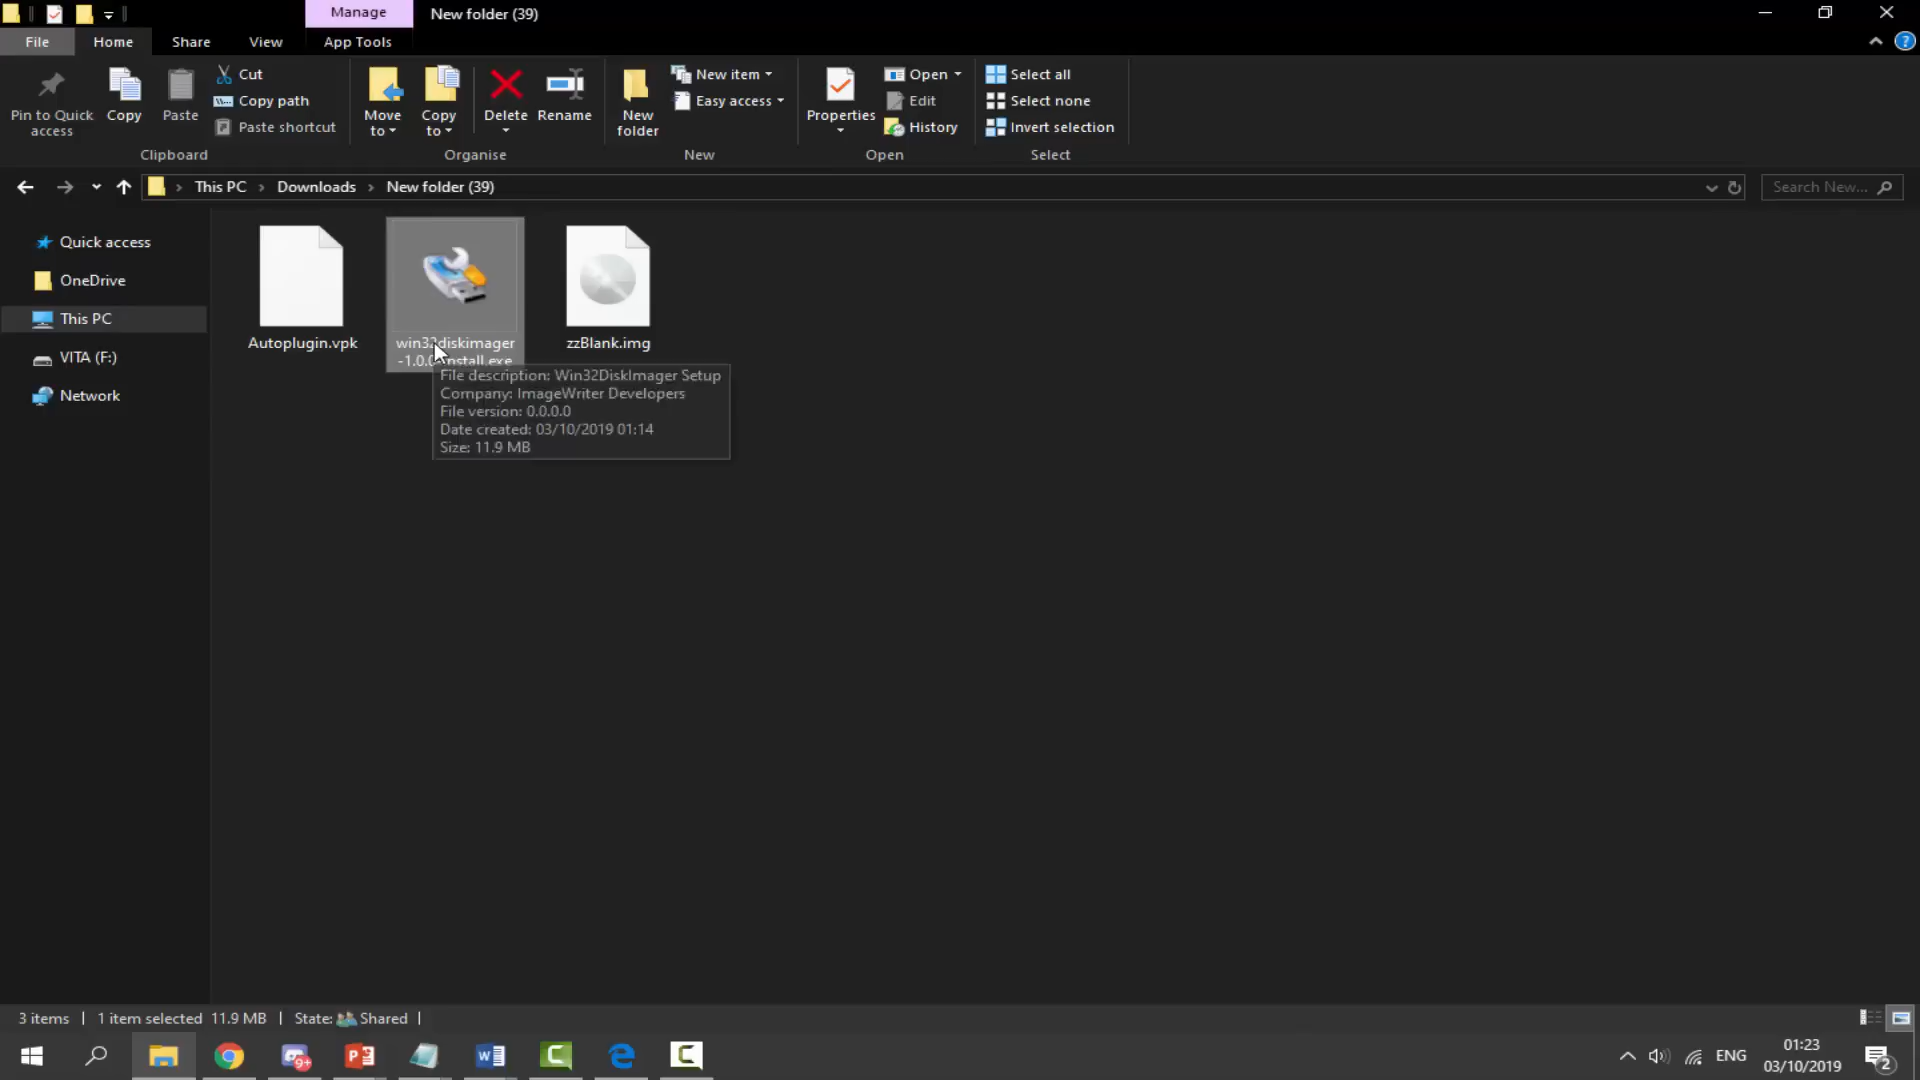 Manage
New folder (39)
File
Home
Share
View
App Tools
Pin to Quick
access
Copy
Paste
Cut
Copy path
Paste shortcut
Clipboard
Move
to
Copy
to
Delete
Rename
Organise
New
folder
New item
Easy access
New
Properties
Open
Edit
History
Open
Select all
Select none
Invert selection
Select
This PC
Downloads
New folder (39)
Search New...
Quick access
OneDrive
This PC
VITA (F:)
Network
Autoplugin.vpk
win32diskimager
zzBlank.img
File description: Win32DiskImager Setup
Company: ImageWriter Developers
File version: 0.0.0.0
Date created: 03/10/2019 01:14
Size: 11.9 MB
3 items
1 item selected 11.9 MB
State: Shared
9+
ENG
01:23
03/10/2019
2